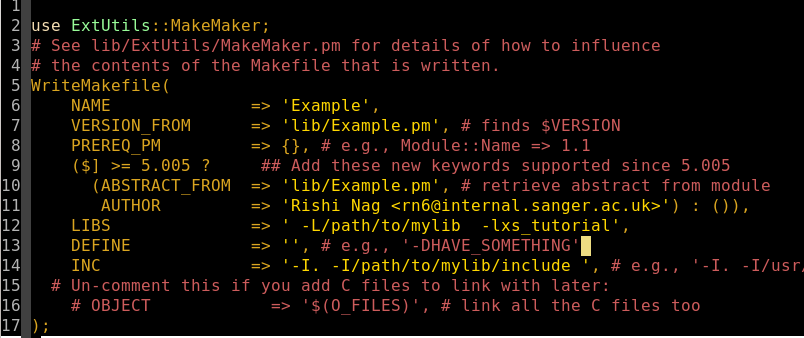 1
2 use ExtUtils::MakeMaker;
3 # See lib/ExtUtils/MakeMaker.pm for details of how to influence
4 # the contents of the Makefile that is written.
5 WriteMakefile(
6     NAME              => 'Example',
7     VERSION_FROM      => 'lib/Example.pm', # finds $VERSION
8     PREREQ_PM         => {}, # e.g., Module::Name => 1.1
9     ($] >= 5.005 ?     ## Add these new keywords supported since 5.005
10       (ABSTRACT_FROM  => 'lib/Example.pm', # retrieve abstract from module
11        AUTHOR         => 'Rishi Nag <rn6@internal.sanger.ac.uk>') : ()),
12     LIBS              => ' -L/path/to/mylib  -lxs_tutorial',
13     DEFINE            => '', # e.g., '-DHAVE_SOMETHING'
14     INC               => '-I. -I/path/to/mylib/include ', # e.g., '-I. -I/usr/
15   # Un-comment this if you add C files to link with later:
16     # OBJECT            => '$(O_FILES)', # link all the C files too
17 );